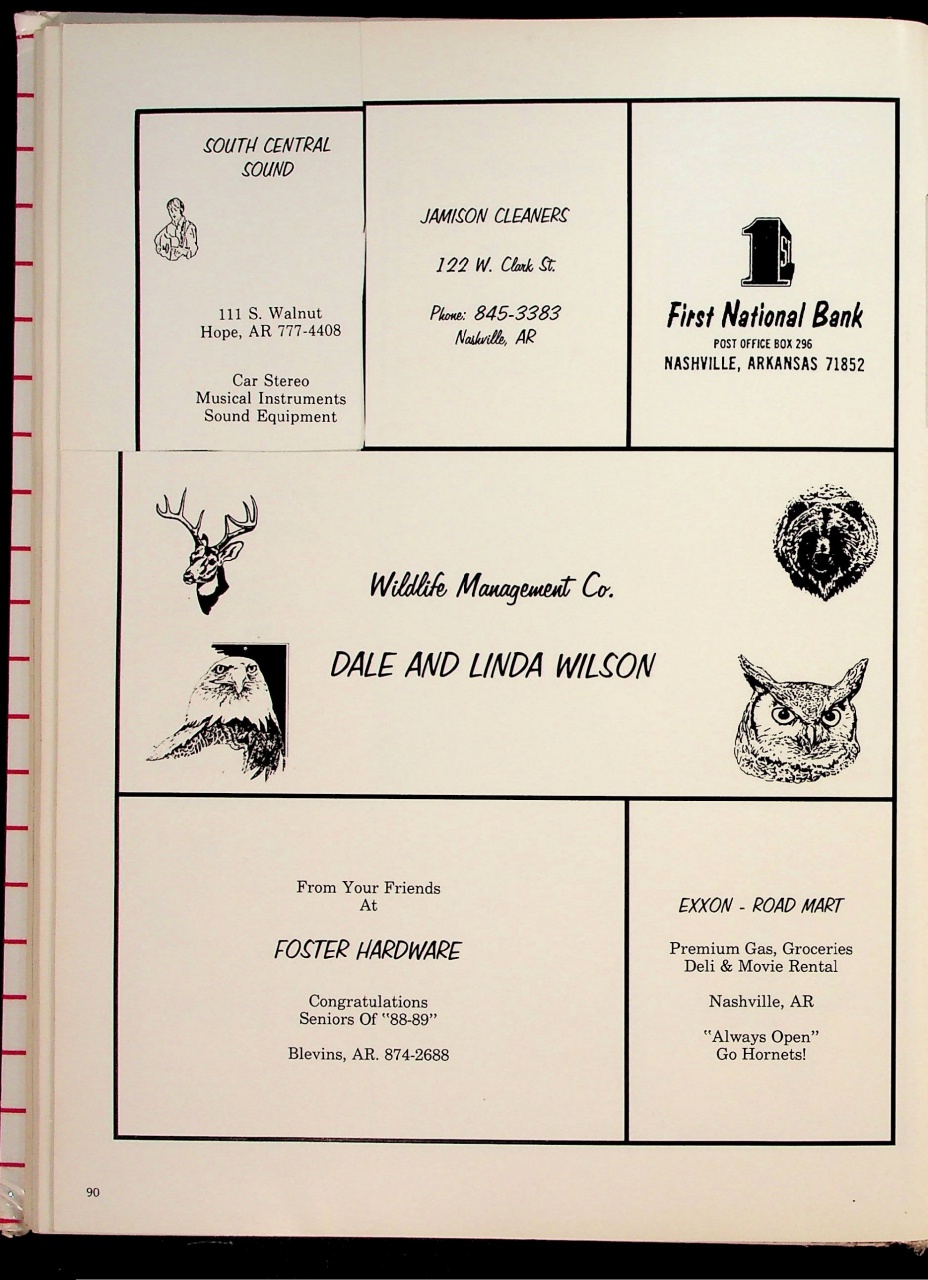 SOUTH CENTRAL
SOUND
111 S. Walnut
Hope, AR 777-4408
Car Stereo
Musical Instruments
Sound Equipment
JAMISON CLEANERS
122 W. Clark St.
Phone: 845-3383
Nashville, AR
1ST
First National Bank
POST OFFICE BOX 296
NASHVILLE, ARKANSAS 71852
Wildlife Management Co.
DALE AND LINDA WILSON
From Your Friends
At
FOSTER HARDWARE
Congratulations
Seniors Of "88-89"
Blevins, AR. 874-2688
EXXON - ROAD MART
Premium Gas, Groceries
Deli & Movie Rental
Nashville, AR
"Always Open"
Go Hornets!
90